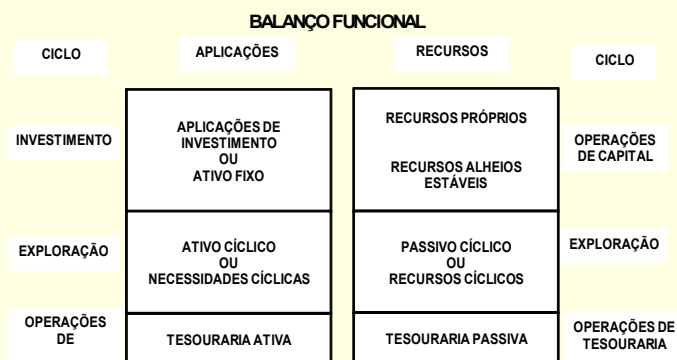 BALANÇO FUNCIONAL
CICLO
APLICAÇÕES
RECURSOS
CICLO
INVESTIMENTO
APLICAÇÕES DE
INVESTIMENTO
OU
ATIVO FIXO
RECURSOS PRÓPRIOS
RECURSOS ALHEIOS
ESTÁVEIS
OPERAÇÕES
DE CAPITAL
EXPLORAÇÃO
ATIVO CÍCLICO
OU
NECESSIDADES CÍCLICAS
PASSIVO CÍCLICO
OU
RECURSOS CÍCLICOS
EXPLORAÇÃO
OPERAÇÕES
DE
TESOURARIA ATIVA
TESOURARIA PASSIVA
OPERAÇÕES DE
TESOURARIA